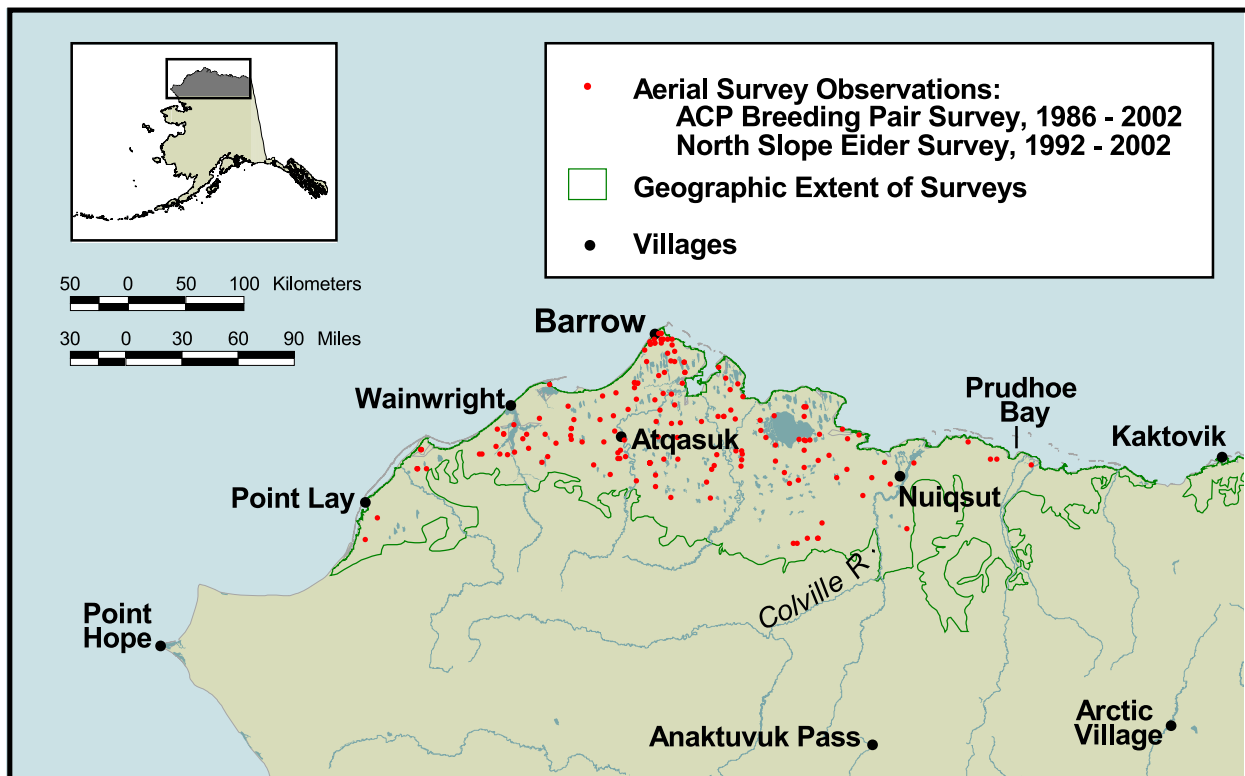 Aerial Survey Observations:
ACP Breeding Pair Survey, 1986 - 2002
North Slope Eider Survey, 1992 - 2002
Geographic Extent of Surveys
Villages
50 0 50 100 Kilometers
30 0 30 60 90 Miles
Barrow
Wainwright
Prudhoe
Bay
Atqasuk
Kaktovik
Point Lay
Nuiqsut
Colville R.
Point
Hope
Anaktuvuk Pass
Arctic
Village